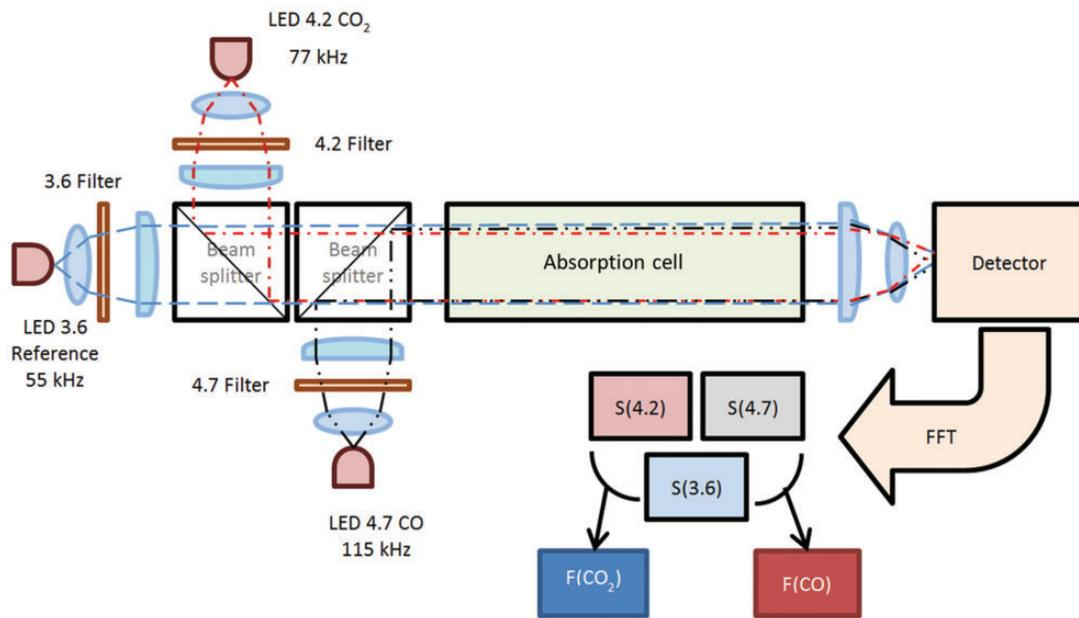 LED 4.2 CO₂
77 kHz
4.2 Filter
3.6 Filter
Beam
splitter
Beam
splitter
Absorption cell
Detector
LED 3.6
Reference
55 kHz
4.7 Filter
S(4.2)
S(4.7)
FFT
S(3.6)
LED 4.7 CO
115 kHz
F(CO₂)
F(CO)